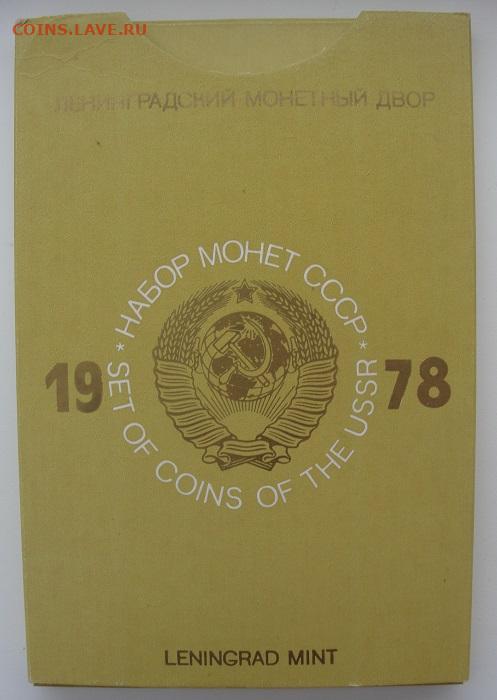 COINS.LAVE.RU
ЛЕНИНГРАДСКИЙ МОНЕТНЫЙ ДВОР
* НАБОР МОНЕТ СССР *
19 78
SET OF COINS OF THE USSR
LENINGRAD MINT